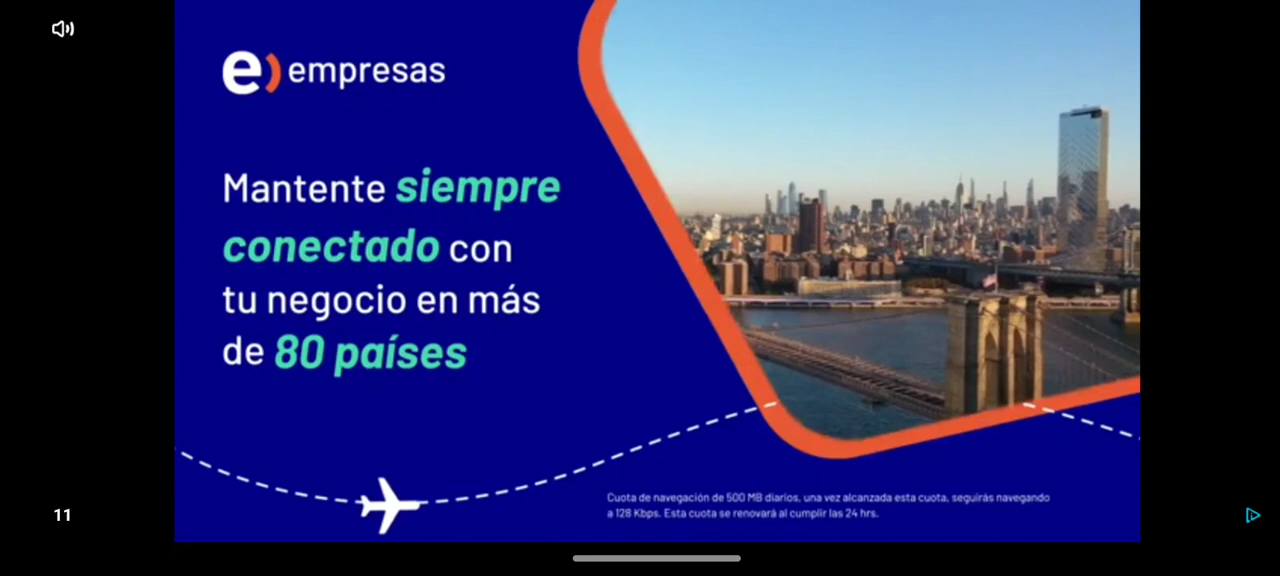 e) empresas
Mantente siempre
conectado con
tu negocio en más
de 80 países
Cuota de navegación de 500 MB diarios, una vez alcanzada esta cuota, seguirás navegando
a 128 Kbps. Esta cuota se renovará al cumplir las 24 hrs.
11